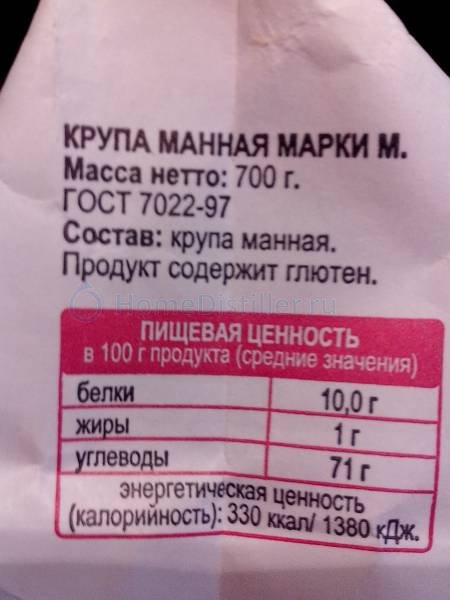 КРУПА МАННАЯ МАРКИ М.
Масса нетто: 700 г.
ГОСТ 7022-97
Состав: крупа манная.
Продукт содержит глютен.
HomeDistiller.ru
ПИЩЕВАЯ ЦЕННОСТЬ
в 100 г продукта (средние значения)
белки 10,0 г
жиры 1 г
углеводы 71 г
энергетическая ценность
(калорийность): 330 ккал/ 1380 кДж.